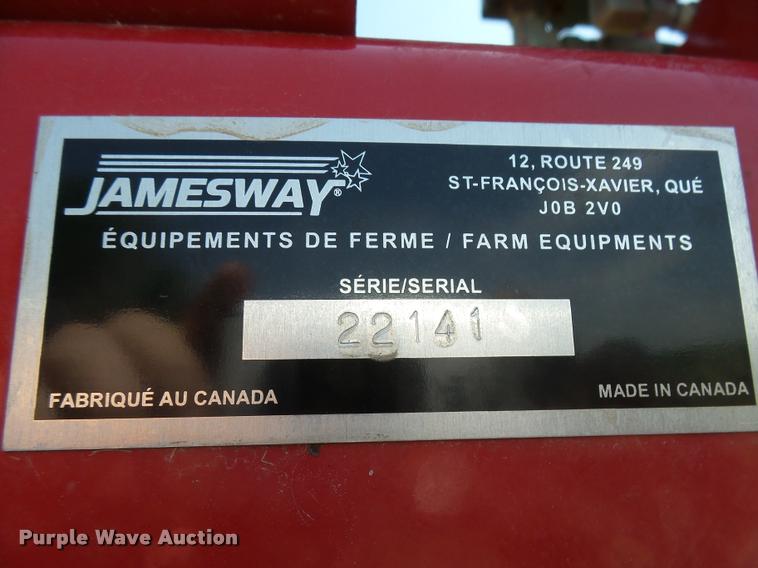 JAMESWAY®
12, ROUTE 249
ST-FRANÇOIS-XAVIER, QUÉ
J0B 2V0
ÉQUIPEMENTS DE FERME / FARM EQUIPMENTS
SÉRIE/SERIAL
22141
FABRIQUÉ AU CANADA
MADE IN CANADA
Purple Wave Auction